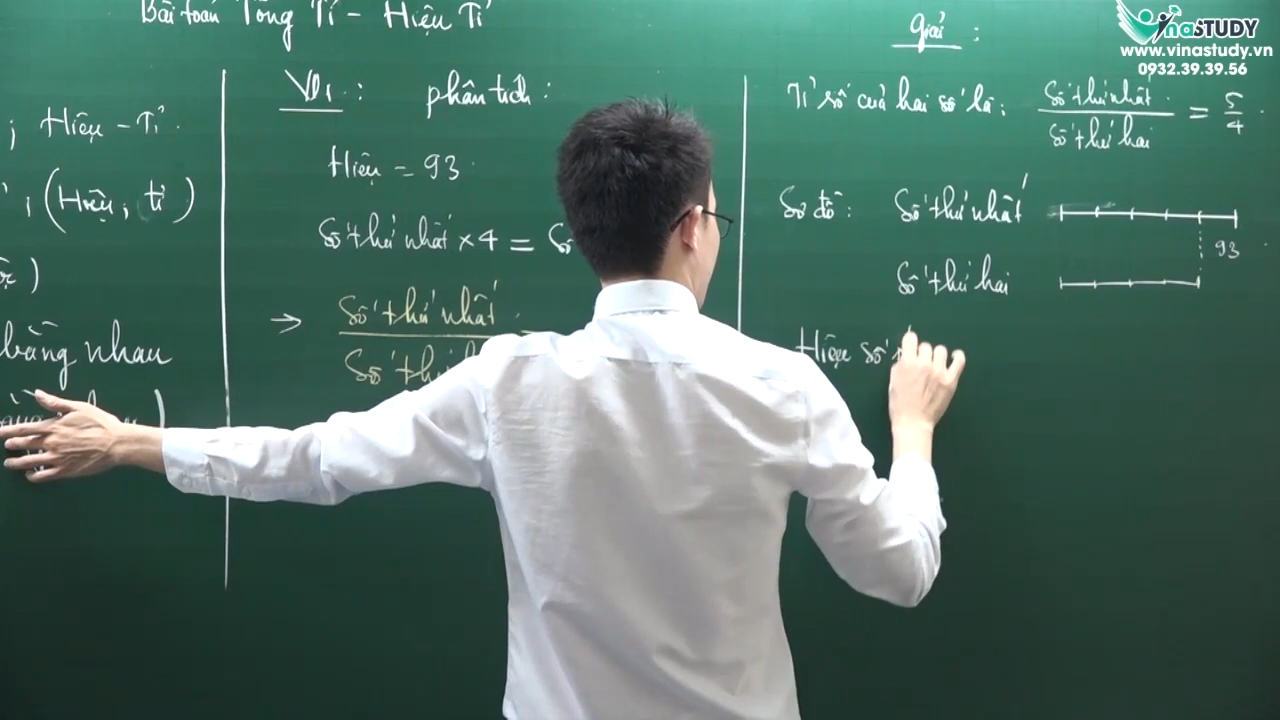 Bài toán Tổng Tỉ - Hiệu Tỉ
; Hiệu - Tỉ.
; (Hiệu, tỉ)
bằng nhau
VD1:
phân tích:
Hiệu = 93
Số thứ nhất × 4 = Số
→ Số thứ nhất
Giải:
Tỉ số của hai số là: Số thứ nhất / Số thứ hai = 5/4
Sơ đồ: Số thứ nhất
93
Số thứ hai
Hiệu số
VinaSTUDY
www.vinastudy.vn
0932.39.39.56